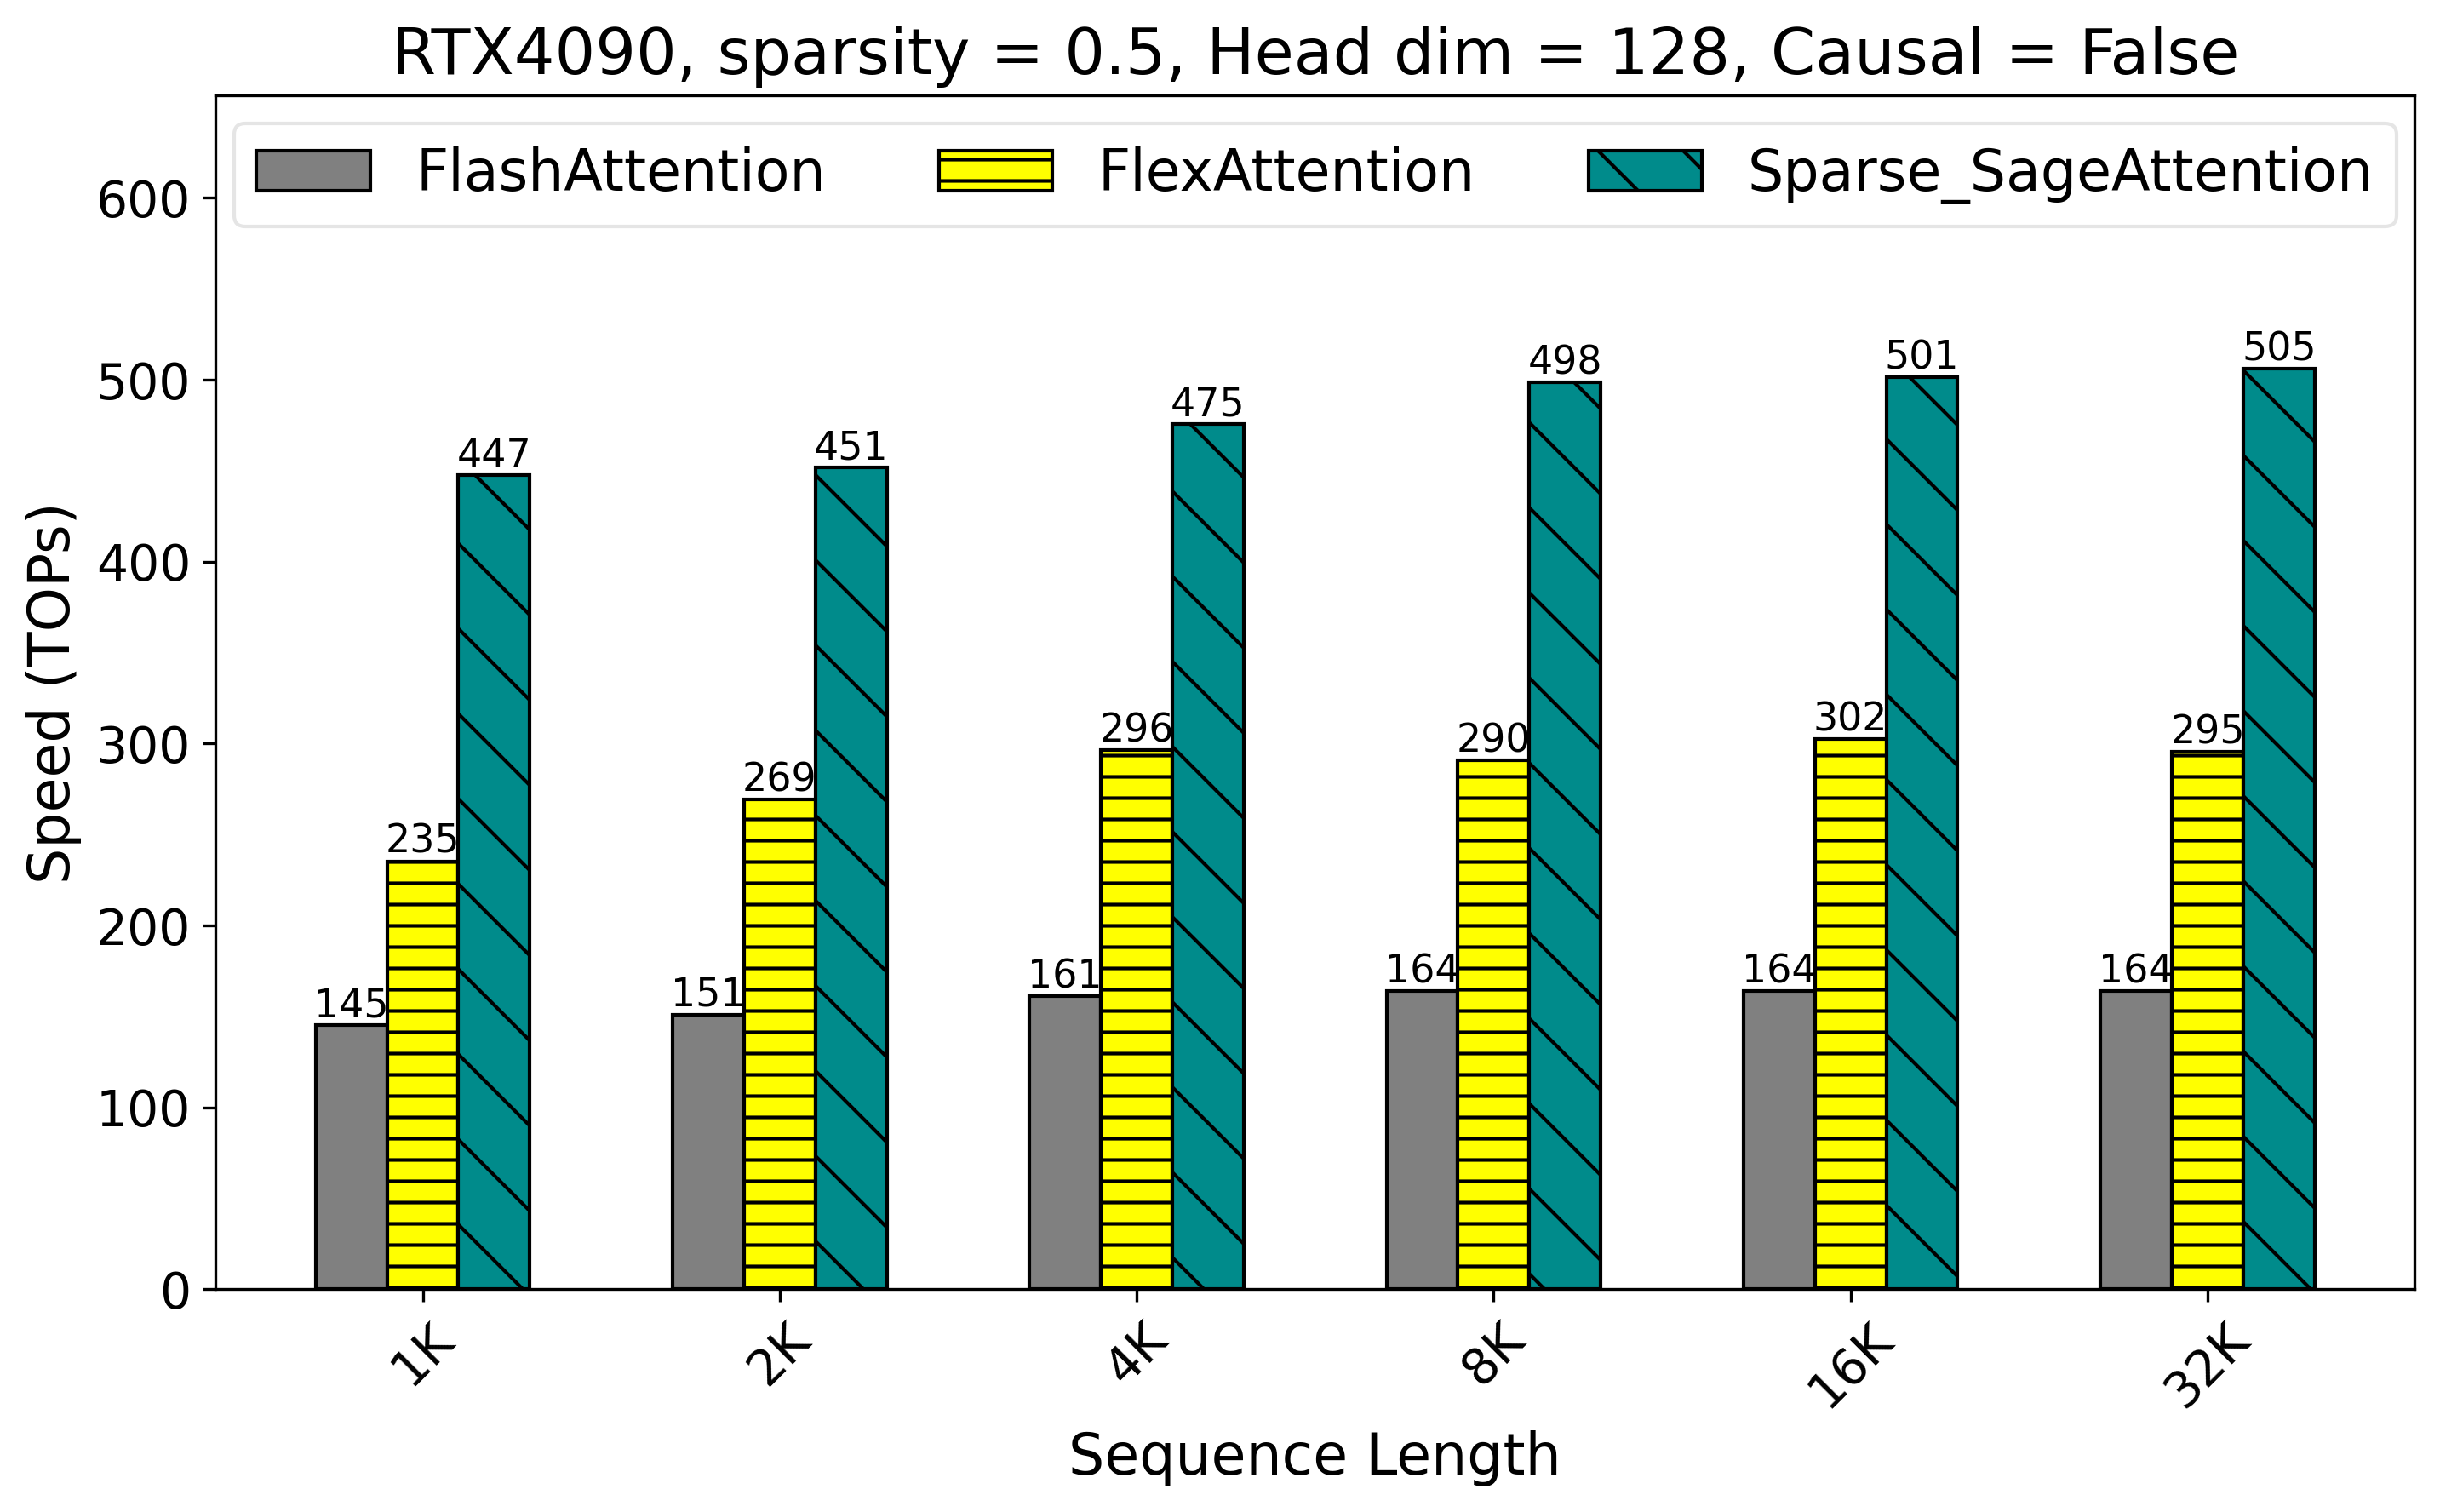 RTX4090, sparsity = 0.5, Head dim = 128, Causal = False
FlashAttention FlexAttention Sparse_SageAttention
Speed (TOPs)
600
500
400
300
200
100
0
145 235 447
151 269 451
161 296 475
164 290 498
164 302 501
164 295 505
1K 2K 4K 8K 16K 32K
Sequence Length